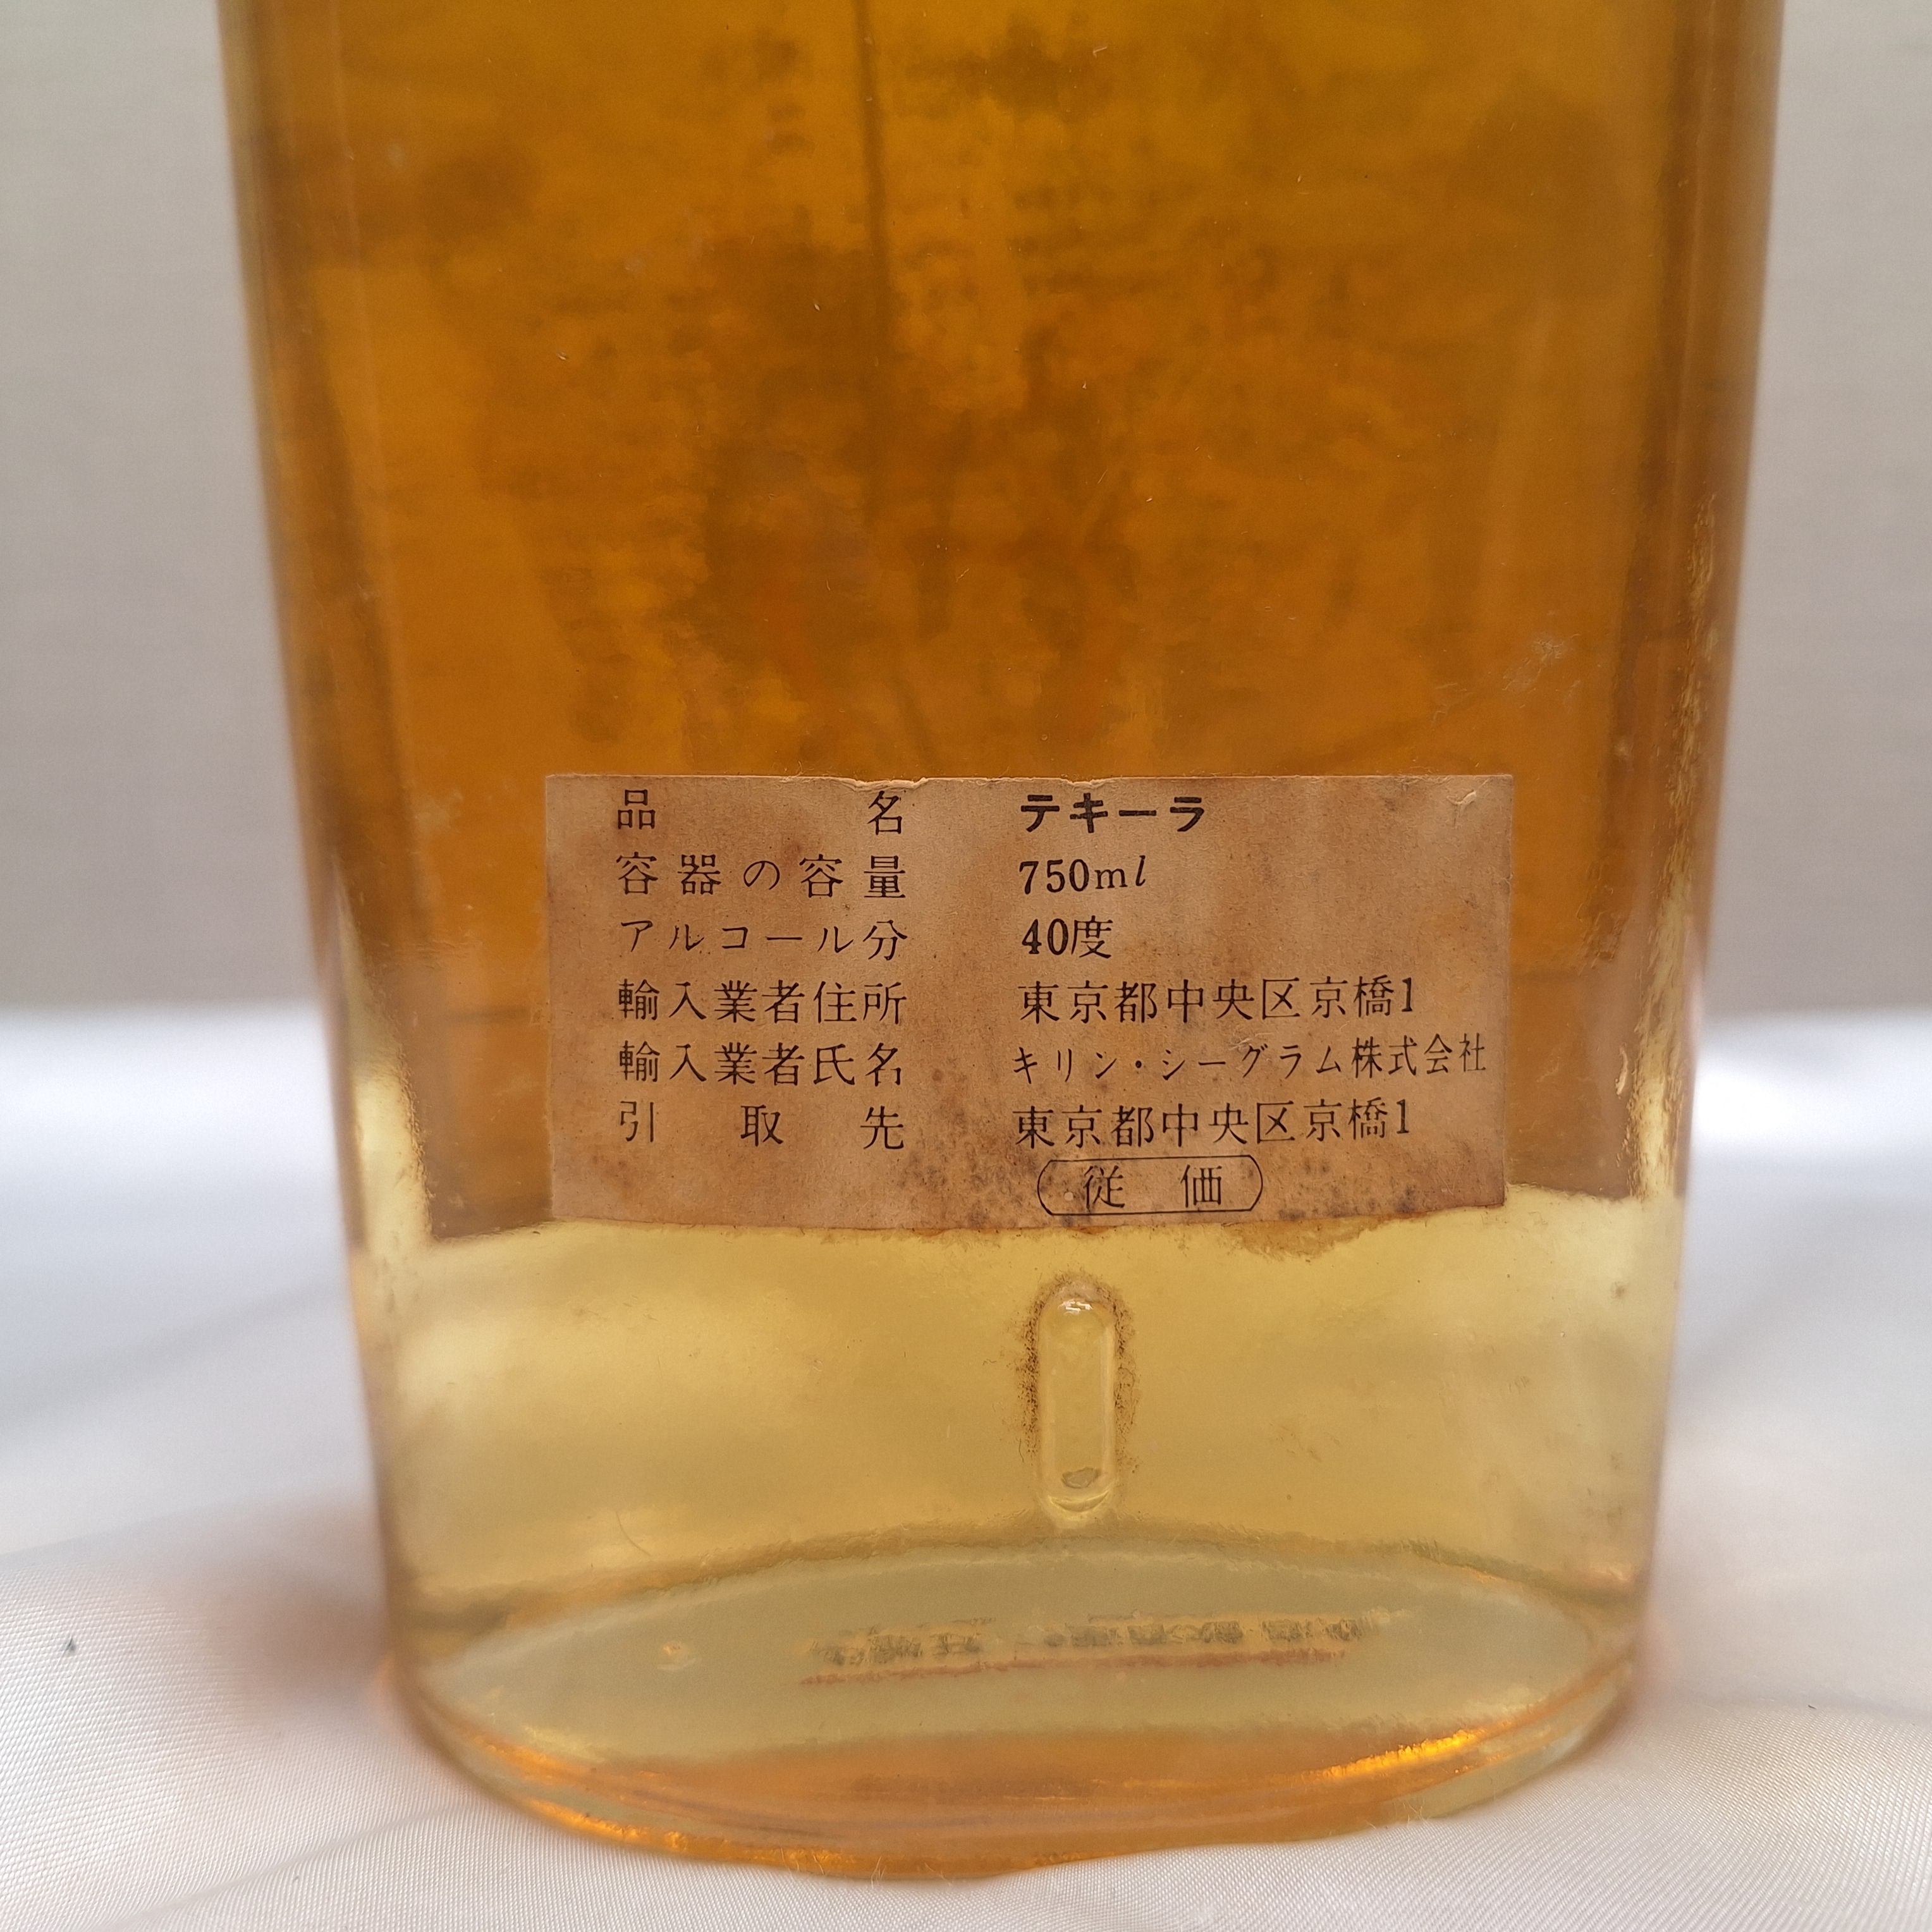 品名 テキーラ
容器の容量 750ml
アルコール分 40度
輸入業者住所 東京都中央区京橋1
輸入業者氏名 キリン・シーグラム株式会社
引取先 東京都中央区京橋1
従価